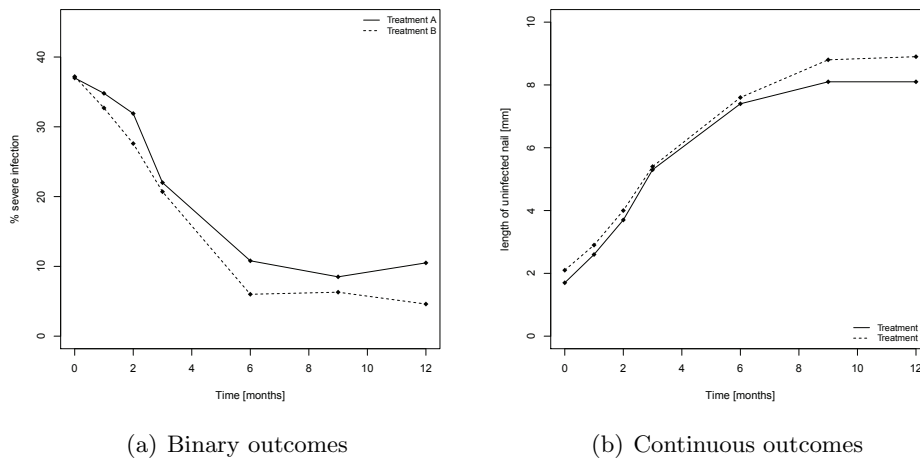 Treatment A
Treatment B
40
30
20
10
0
% severe infection
0 2 4 6 8 10 12
Time [months]
(a) Binary outcomes
10
8
6
4
2
0
length of uninfected nail [mm]
Treatment
Treatment
0 2 4 6 8 10 12
Time [months]
(b) Continuous outcomes